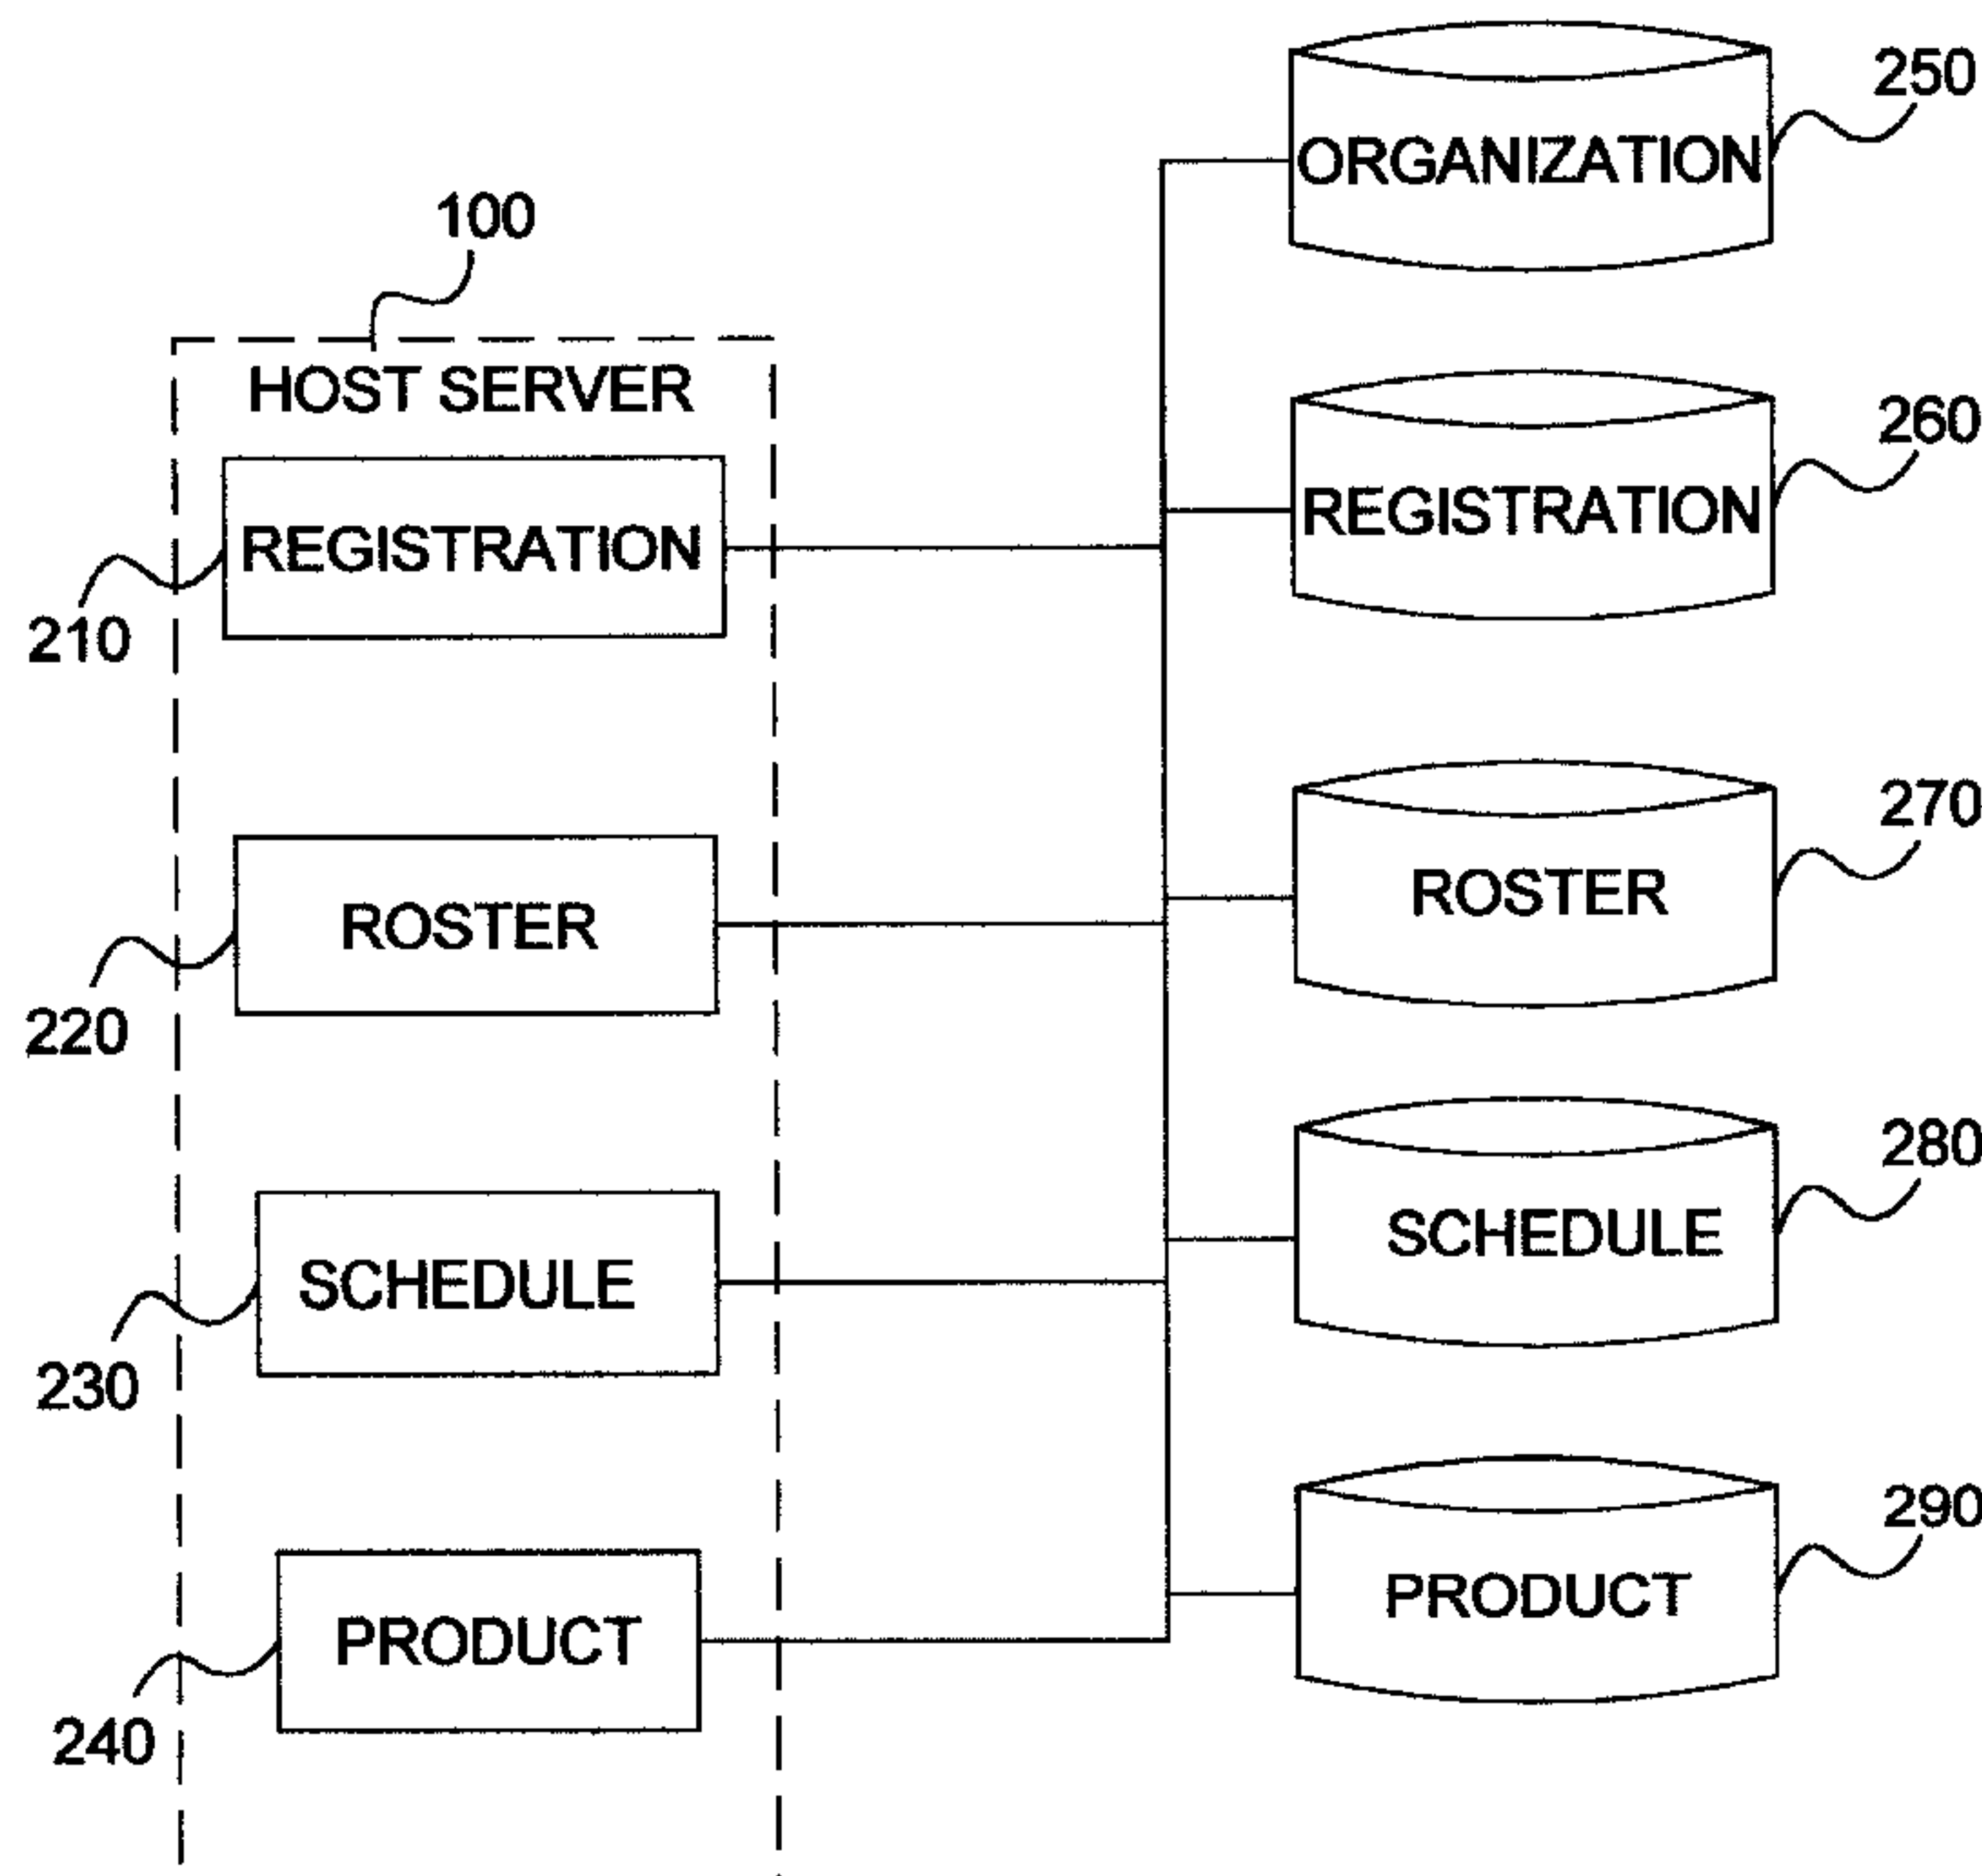 250
ORGANIZATION
100
HOST SERVER
260
REGISTRATION
REGISTRATION
210
270
ROSTER
ROSTER
220
280
SCHEDULE
SCHEDULE
230
290
PRODUCT
PRODUCT
240